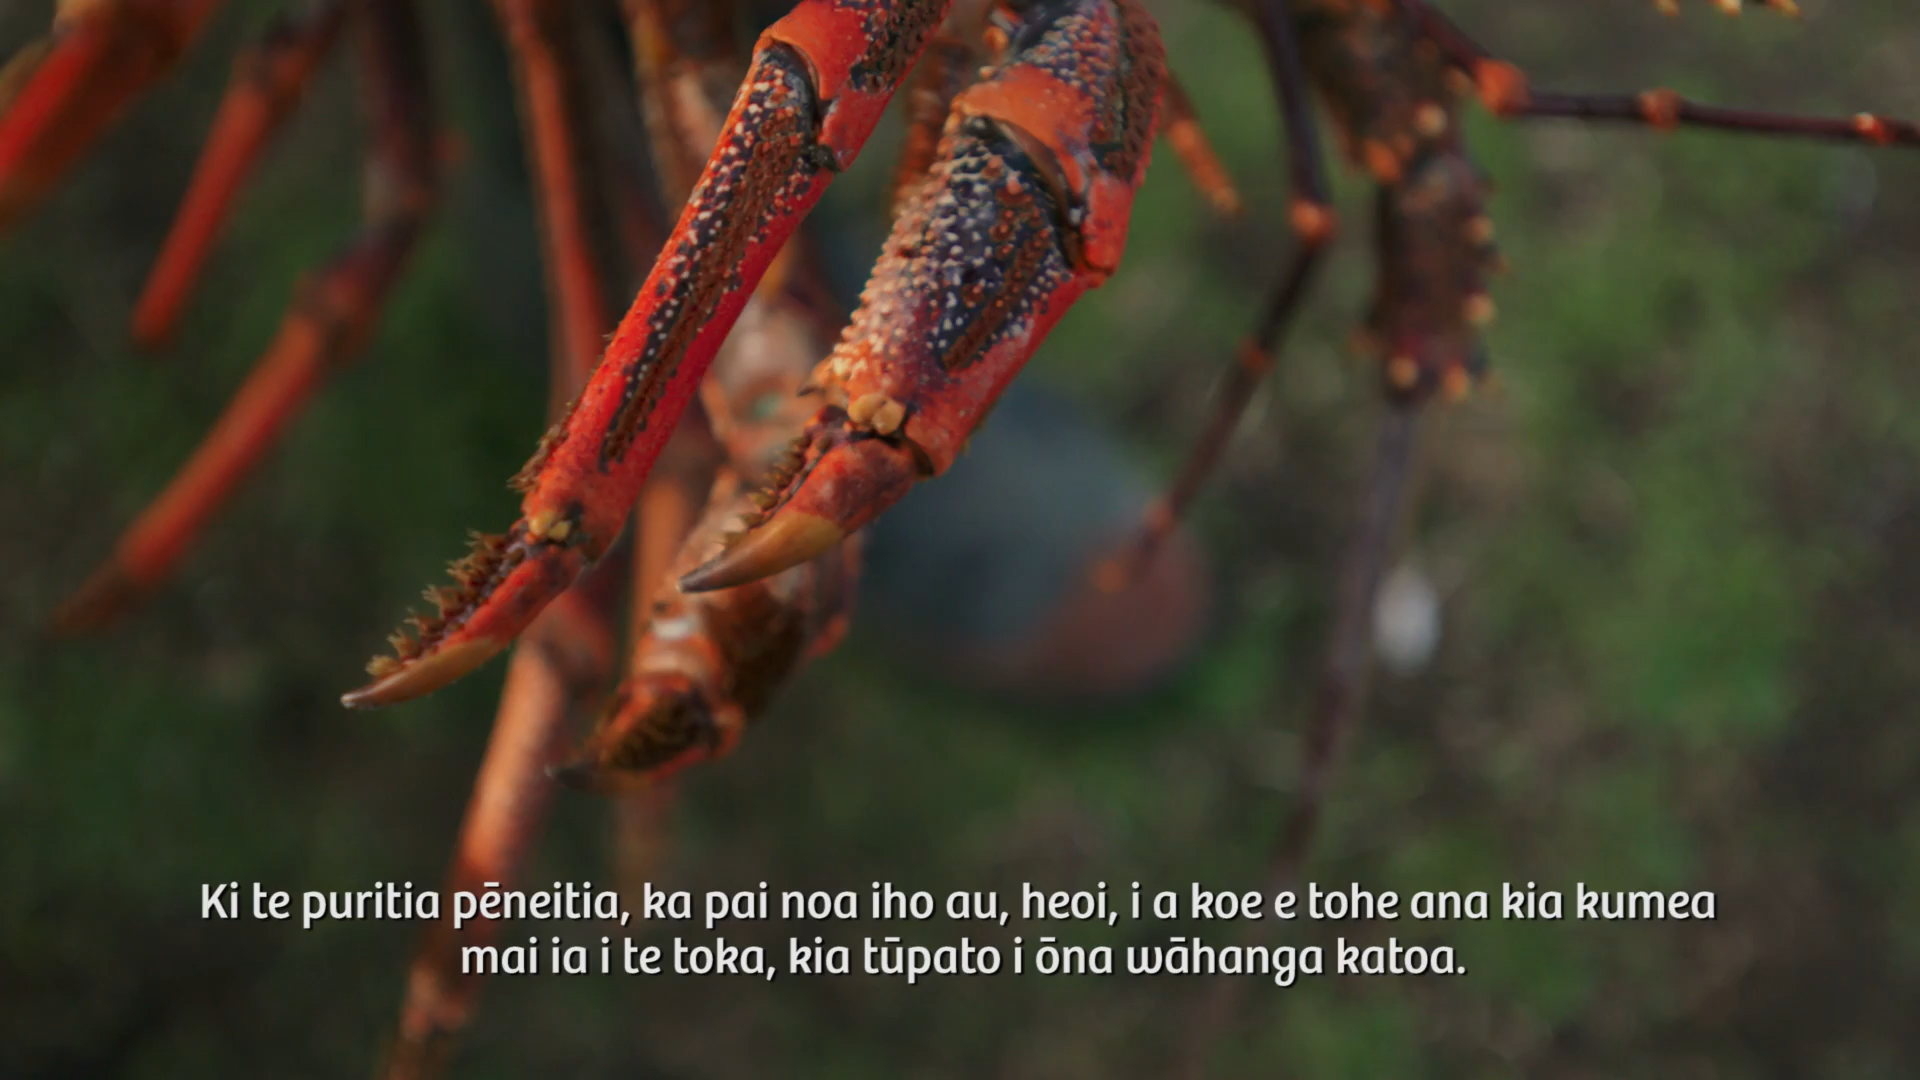 Ki te puritia pēneitia, ka pai noa iho au, heoi, i a koe e tohe ana kia kumea
mai ia i te toka, kia tūpato i ōna wāhanga katoa.